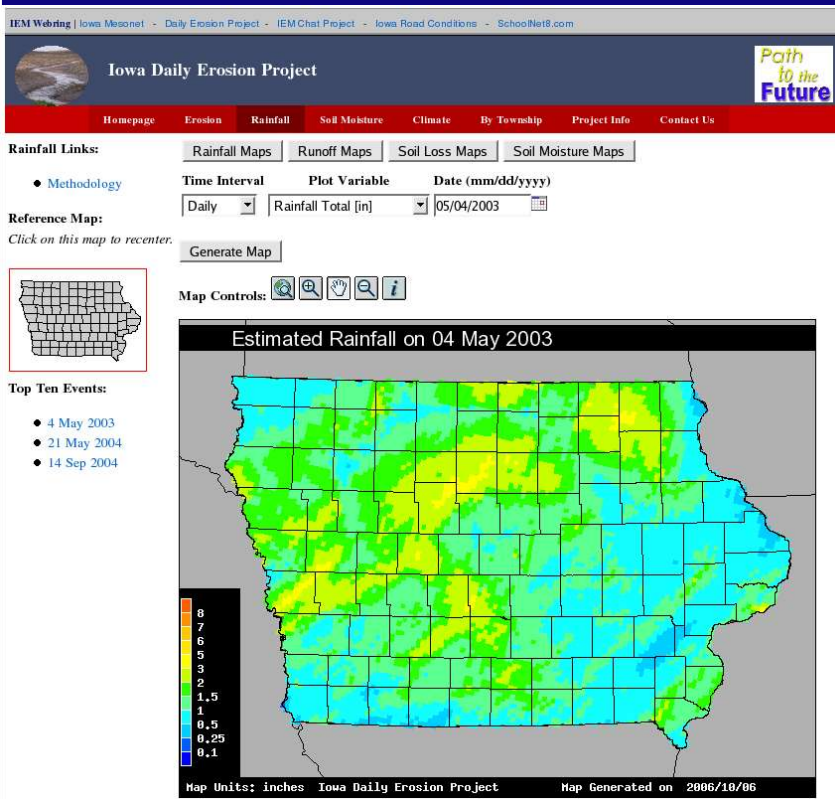 IEM Webring | Iowa Mesonet - Daily Erosion Project - IEM Chat Project - Iowa Road Conditions - SchoolNet8.com
Iowa Daily Erosion Project
Path
to the
Future
Homepage Erosion Rainfall Soil Moisture Climate By Township Project Info Contact Us
Rainfall Links:
Methodology
Reference Map:
Click on this map to recenter.
Top Ten Events:
4 May 2003
21 May 2004
14 Sep 2004
Rainfall Maps Runoff Maps Soil Loss Maps Soil Moisture Maps
Time Interval Plot Variable Date (mm/dd/yyyy)
Daily Rainfall Total [in] 05/04/2003
Generate Map
Map Controls: i
Estimated Rainfall on 04 May 2003
8
7
6
5
3
2
1.5
1
0.5
0.25
0.1
Map Units: inches Iowa Daily Erosion Project Map Generated on 2006/10/06